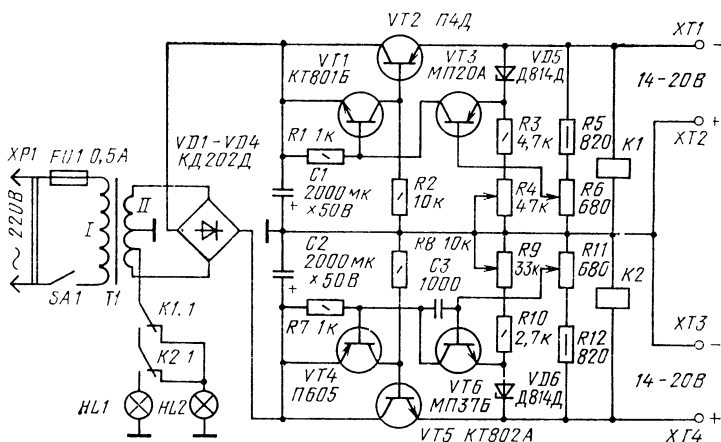 VT2 П4Д
XT1
–
VT1
КТ801Б
VT3
МП20А
VD5
Д814Д
14-20В
+
XT2
R1 1к
R3
4,7к
R5
820
K1
XP1
FU1 0,5А
VD1-VD4
КД202Д
C1
2000 мк
×50В
+
R2
10к
R4
47к
R6
680
~ 220В
I
II
C2
2000 мк
×50В
+
R8 10к
C3
1000
R9
33к
R11
680
K2
SA1
T1
K1.1
R7 1к
R10
2,7к
R12
820
XT3
–
K2 1
VT4
П605
VT6
МП37Б
VD6
Д814Д
14-20В
HL1
HL2
VT5 КТ802А
+
XT4